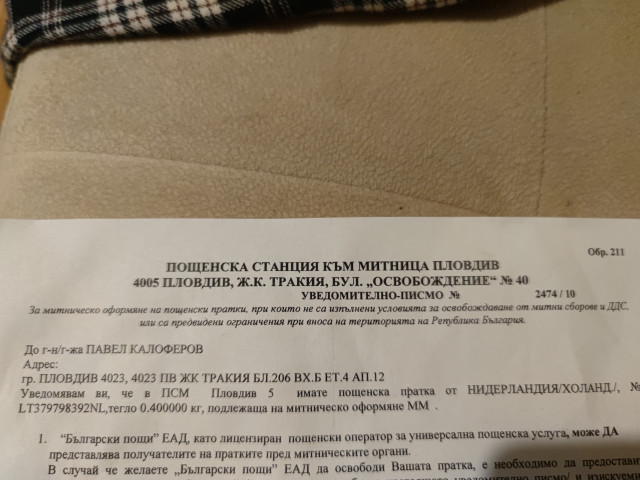 Обр. 211
ПОЩЕНСКА СТАНЦИЯ КЪМ МИТНИЦА ПЛОВДИВ
4005 ПЛОВДИВ, Ж.К. ТРАКИЯ, БУЛ. „ОСВОБОЖДЕНИЕ“ № 40
УВЕДОМИТЕЛНО-ПИСМО № 2474 / 10
За митническо оформяне на пощенски пратки, при които не са изпълнени условията за освобождаване от митни сборове и ДДС,
или са предвидени ограничения при вноса на територията на Република България.
До г-н/г-жа ПАВЕЛ КАЛОФЕРОВ
Адрес:
гр. ПЛОВДИВ 4023, 4023 ПВ ЖК ТРАКИЯ БЛ.206 ВХ.Б ЕТ.4 АП.12
Уведомявам ви, че в ПСМ Пловдив 5 имате пощенска пратка от НИДЕРЛАНДИЯ/ХОЛАНД./, №
LT379798392NL,тегло 0.400000 кг, подлежаща на митническо оформяне ММ .
1. “Български пощи” ЕАД, като лицензиран пощенски оператор за универсална пощенска услуга, може ДА
представлява получателите на пратките пред митническите органи.
В случай че желаете „Български пощи” ЕАД да освободи Вашата пратка, е необходимо да предостави
уведомително писмо/ и изискуеми